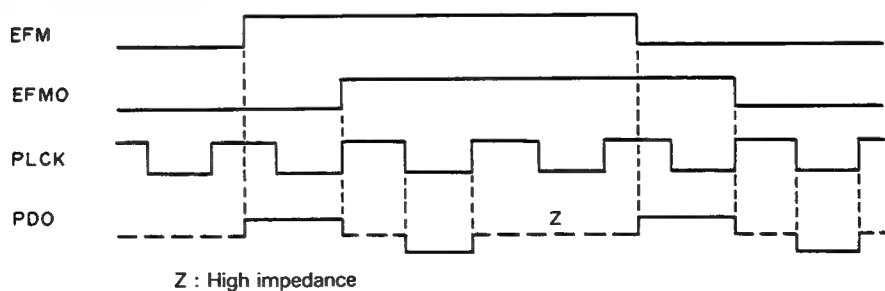 EFM
EFMO
PLCK
PDO
Z
Z : High impedance